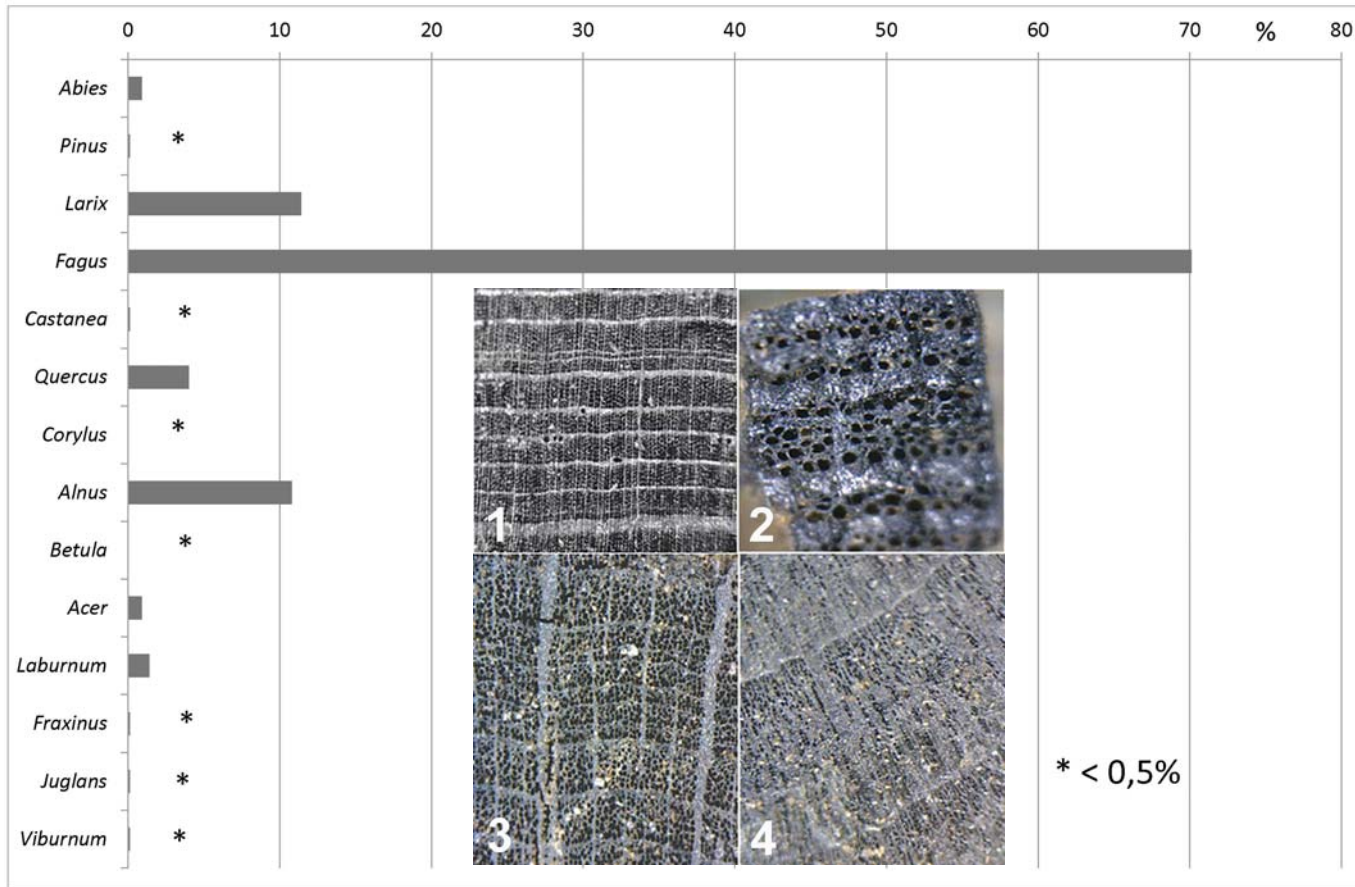 0 10 20 30 40 50 60 70 % 80
Abies
Pinus *
Larix
Fagus
Castanea *
Quercus
Corylus *
Alnus
Betula *
Acer
Laburnum
Fraxinus *
Juglans *
Viburnum *
1 2
3 4
* < 0,5%